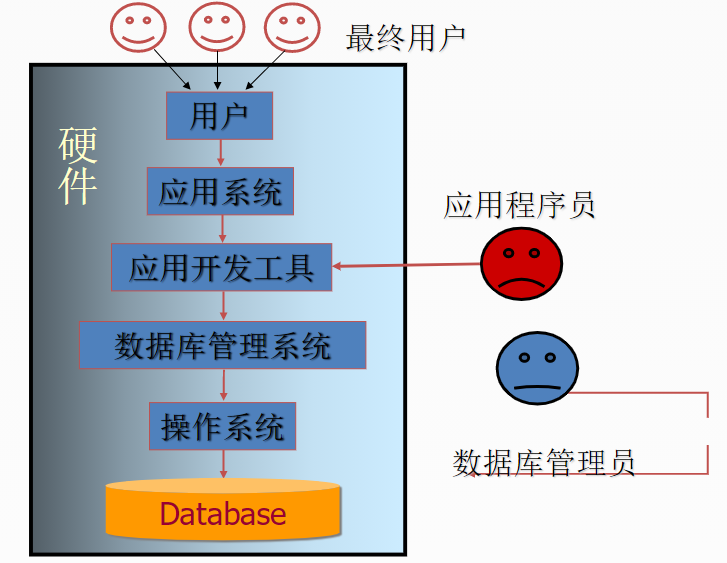 最终用户
硬件
用户
应用系统
应用程序员
应用开发工具
数据库管理系统
操作系统
数据库管理员
Database